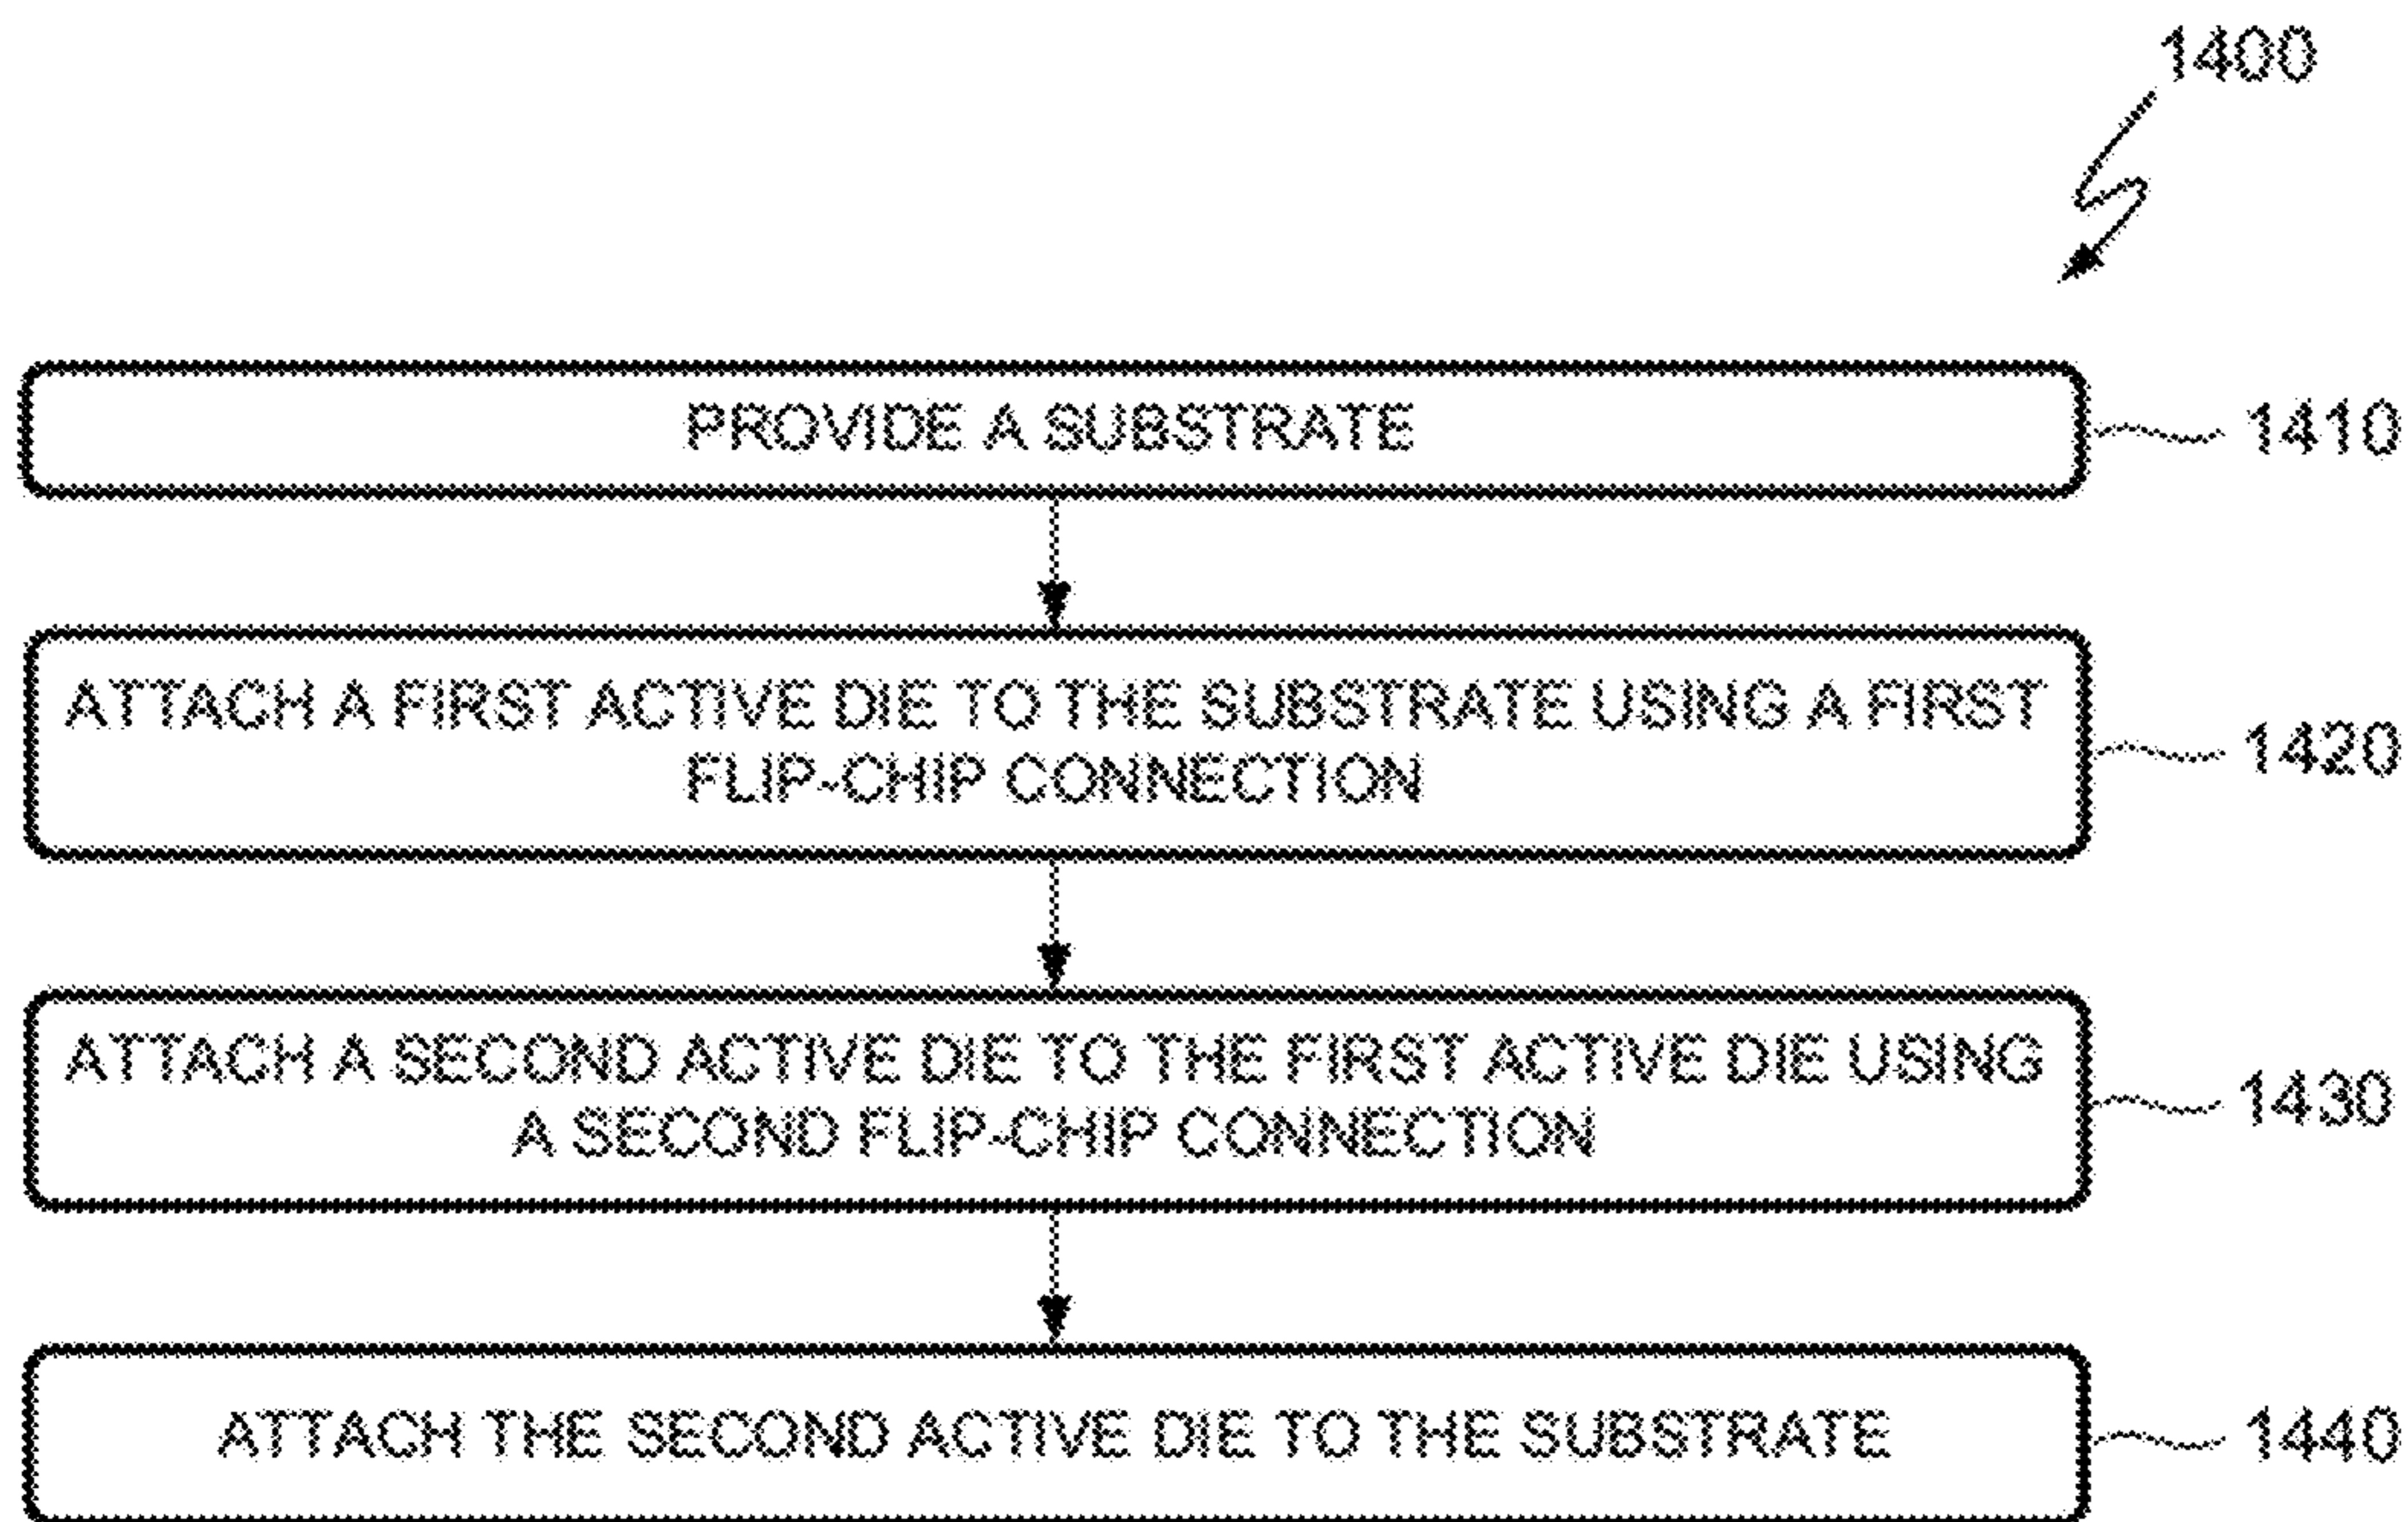 1400
PROVIDE A SUBSTRATE
1410
ATTACH A FIRST ACTIVE DIE TO THE SUBSTRATE USING A FIRST
FLIP-CHIP CONNECTION
1420
ATTACH A SECOND ACTIVE DIE TO THE FIRST ACTIVE DIE USING
A SECOND FLIP-CHIP CONNECTION
1430
ATTACH THE SECOND ACTIVE DIE TO THE SUBSTRATE
1440